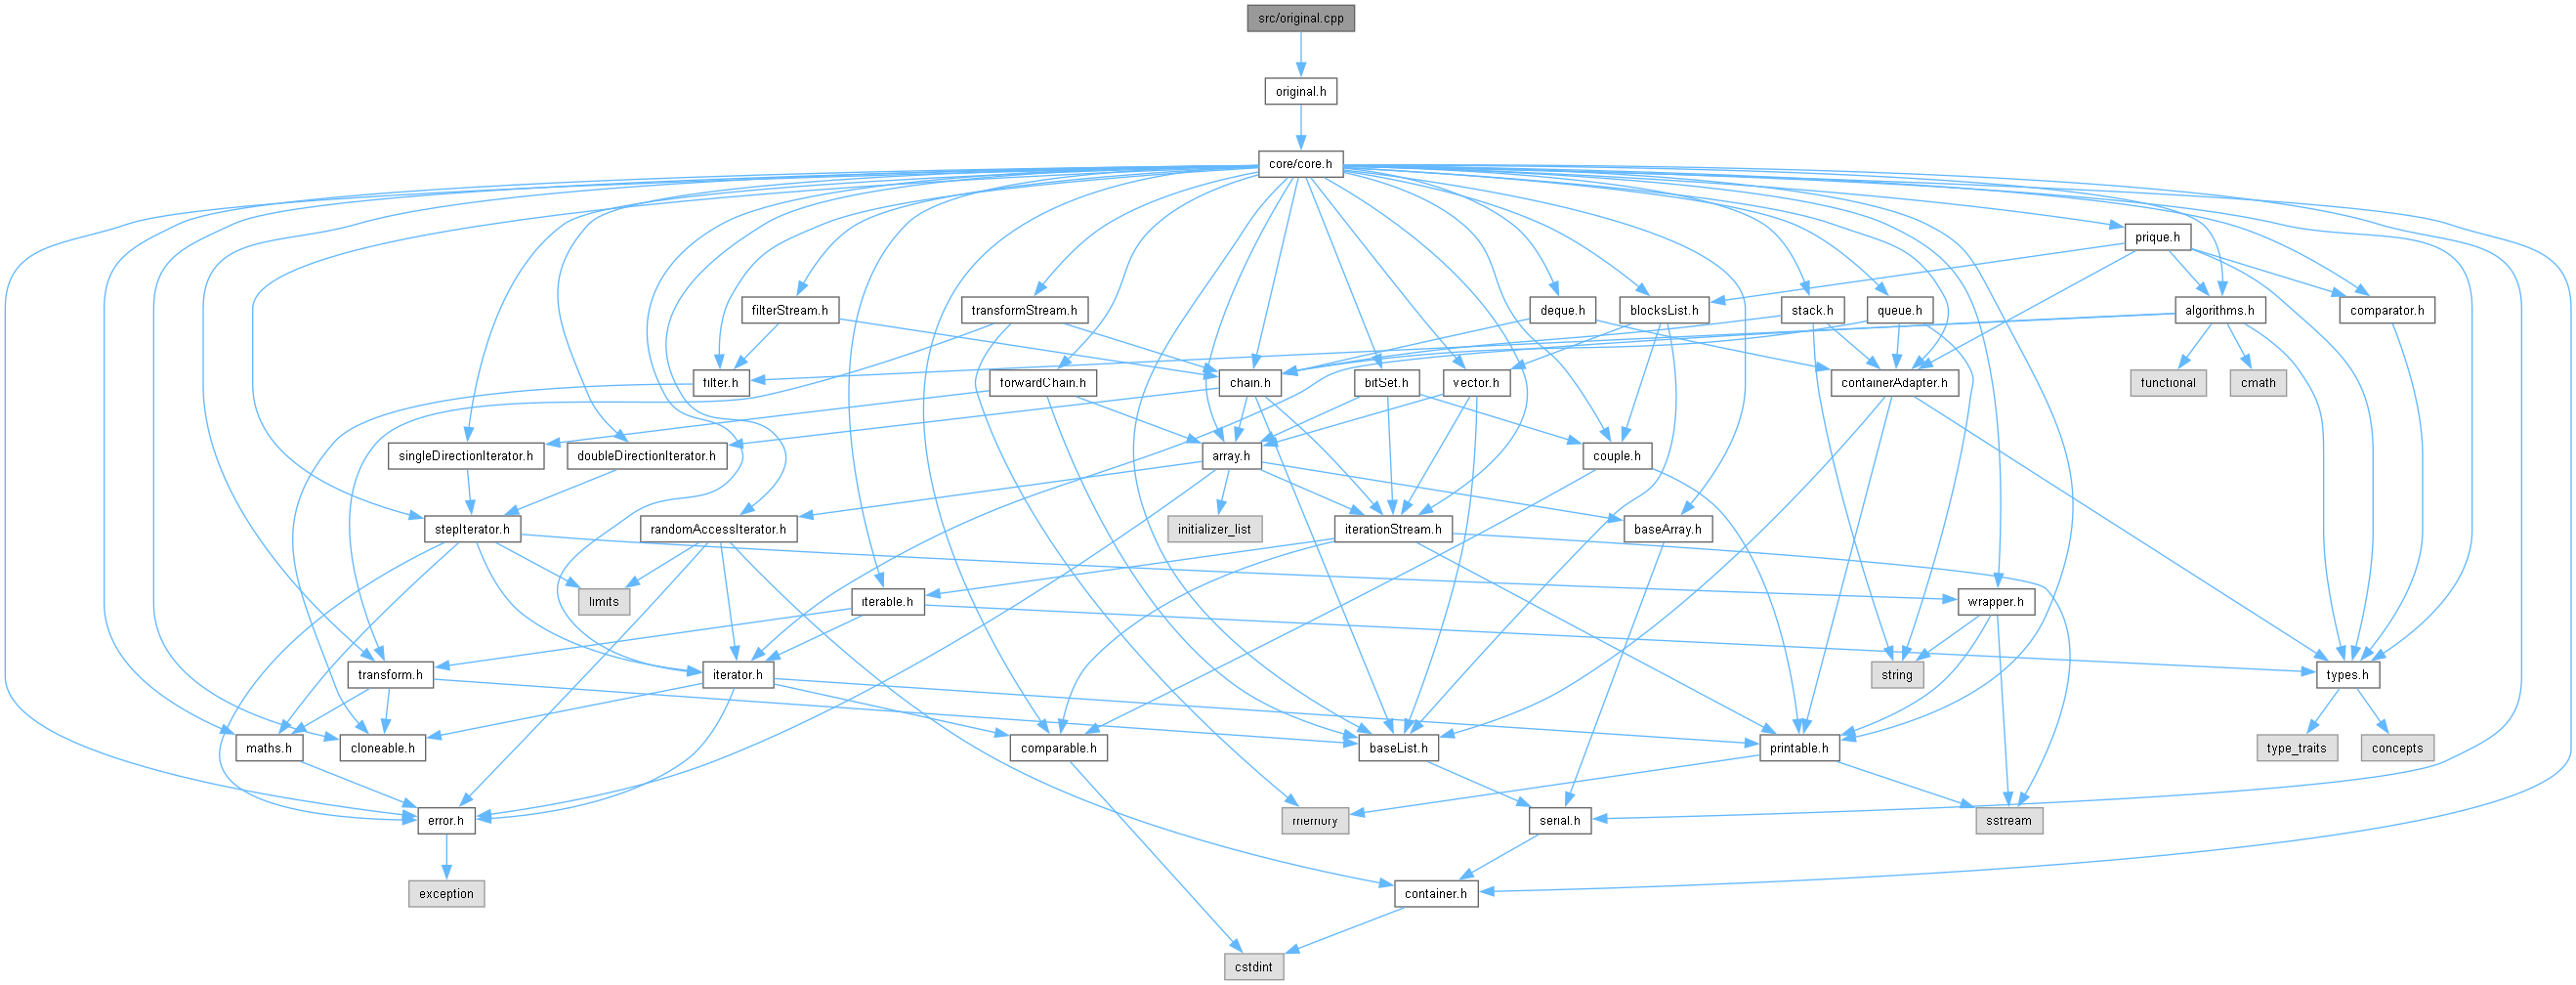 src/original.cpp
original.h
core/core.h
prique.h
filterStream.h
transformStream.h
deque.h
blocksList.h
stack.h
queue.h
algorithms.h
comparator.h
filter.h
forwardChain.h
chain.h
bitSet.h
vector.h
containerAdapter.h
functional
cmath
singleDirectionIterator.h
doubleDirectionIterator.h
array.h
couple.h
stepIterator.h
randomAccessIterator.h
initializer_list
iterationStream.h
baseArray.h
limits
iterable.h
wrapper.h
transform.h
iterator.h
string
types.h
maths.h
cloneable.h
comparable.h
baseList.h
printable.h
type_traits
concepts
error.h
memory
serial.h
sstream
exception
container.h
cstdint